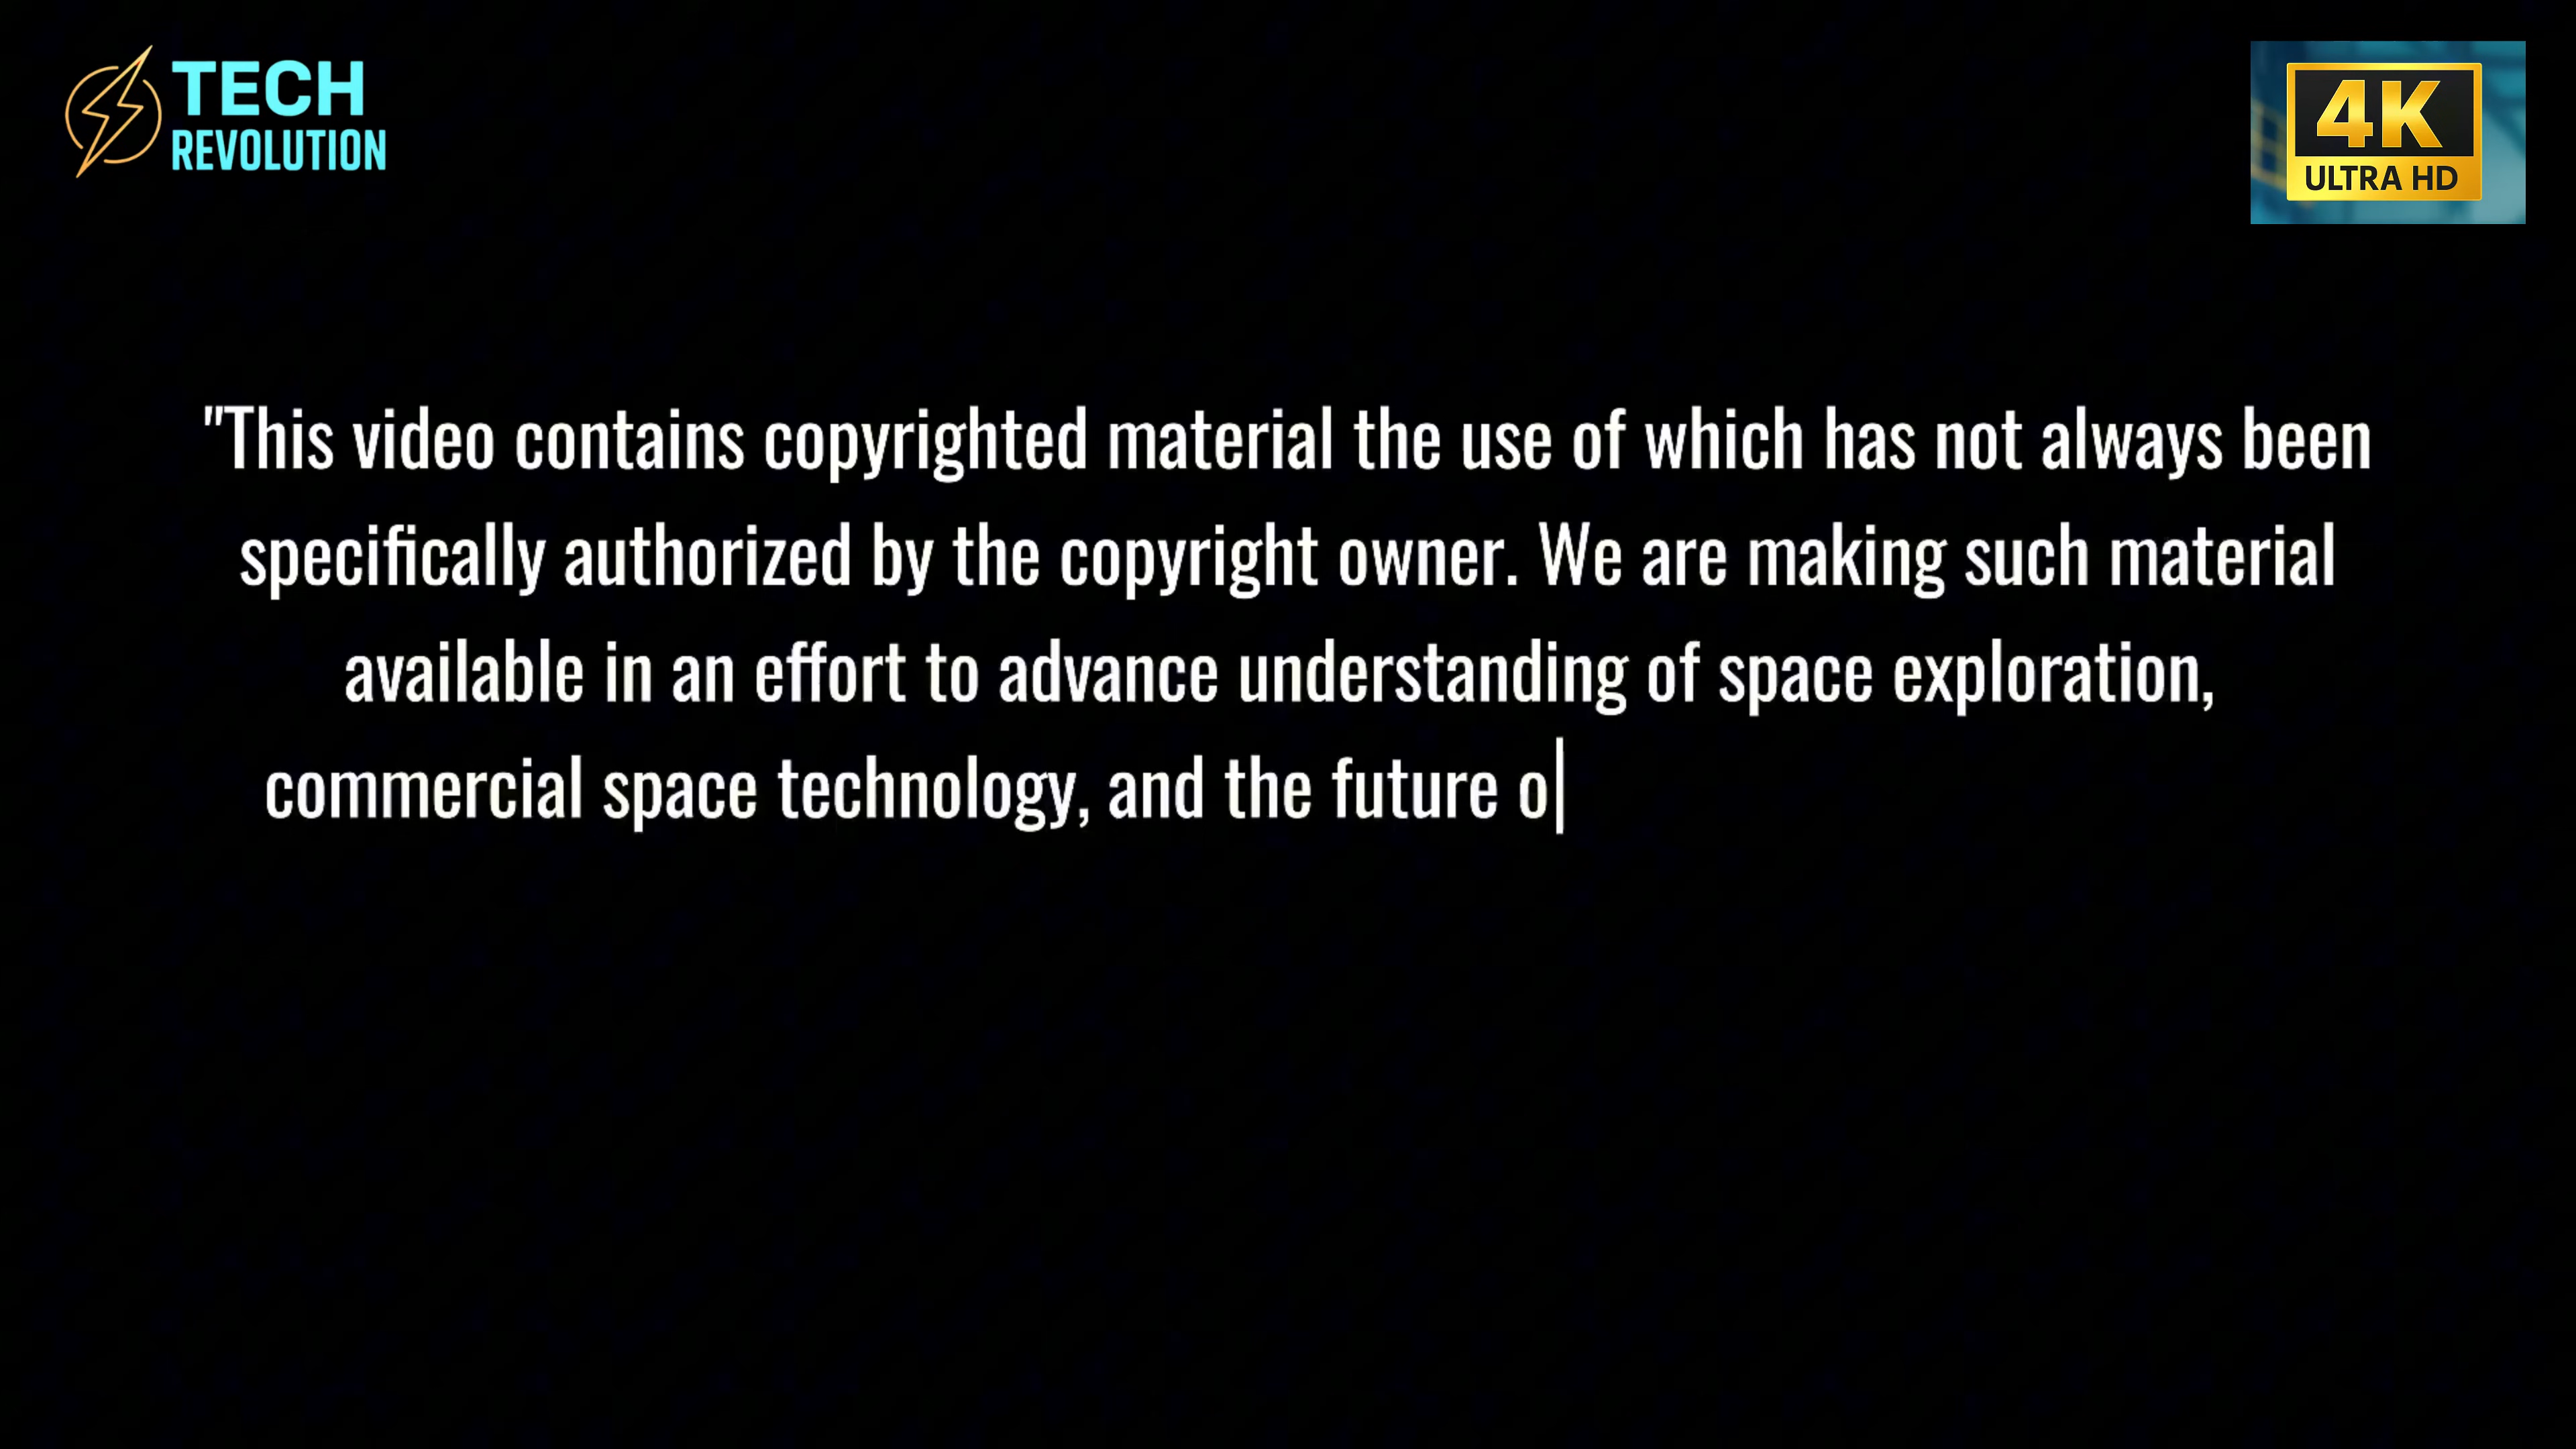 TECH
REVOLUTION
4K
ULTRA HD
"This video contains copyrighted material the use of which has not always been
specifically authorized by the copyright owner. We are making such material
available in an effort to advance understanding of space exploration,
commercial space technology, and the future o